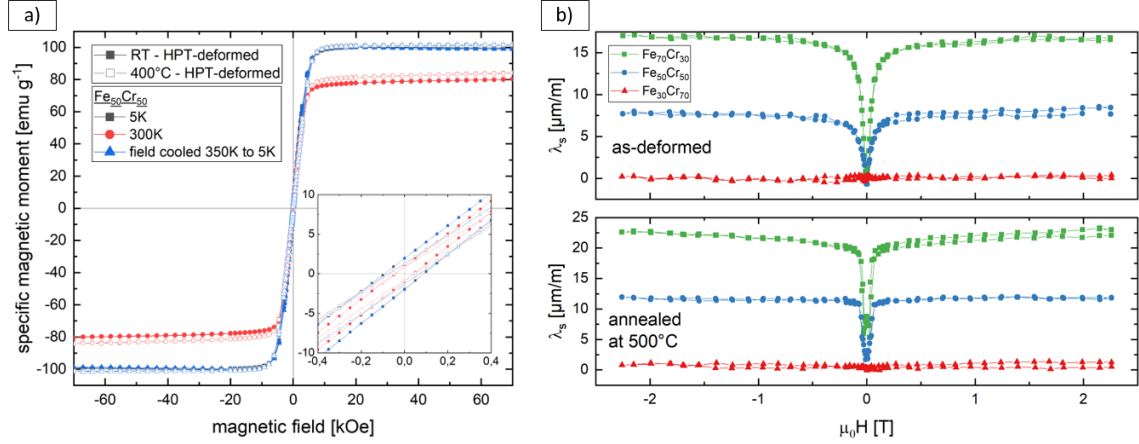 a)
specific magnetic moment [emu g⁻¹]
100
80
60
40
20
0
-20
-40
-60
-80
-100
RT - HPT-deformed
400°C - HPT-deformed
Fe₅₀Cr₅₀
5K
300K
field cooled 350K to 5K
10
5
0
-5
-10
-0,4 -0,2 0,0 0,2 0,4
-60 -40 -20 0 20 40 60
magnetic field [kOe]
b)
λₛ [µm/m]
15
10
5
0
Fe₇₀Cr₃₀
Fe₅₀Cr₅₀
Fe₃₀Cr₇₀
as-deformed
λₛ [µm/m]
25
20
15
10
5
0
annealed
at 500°C
-2 -1 0 1 2
µ₀H [T]